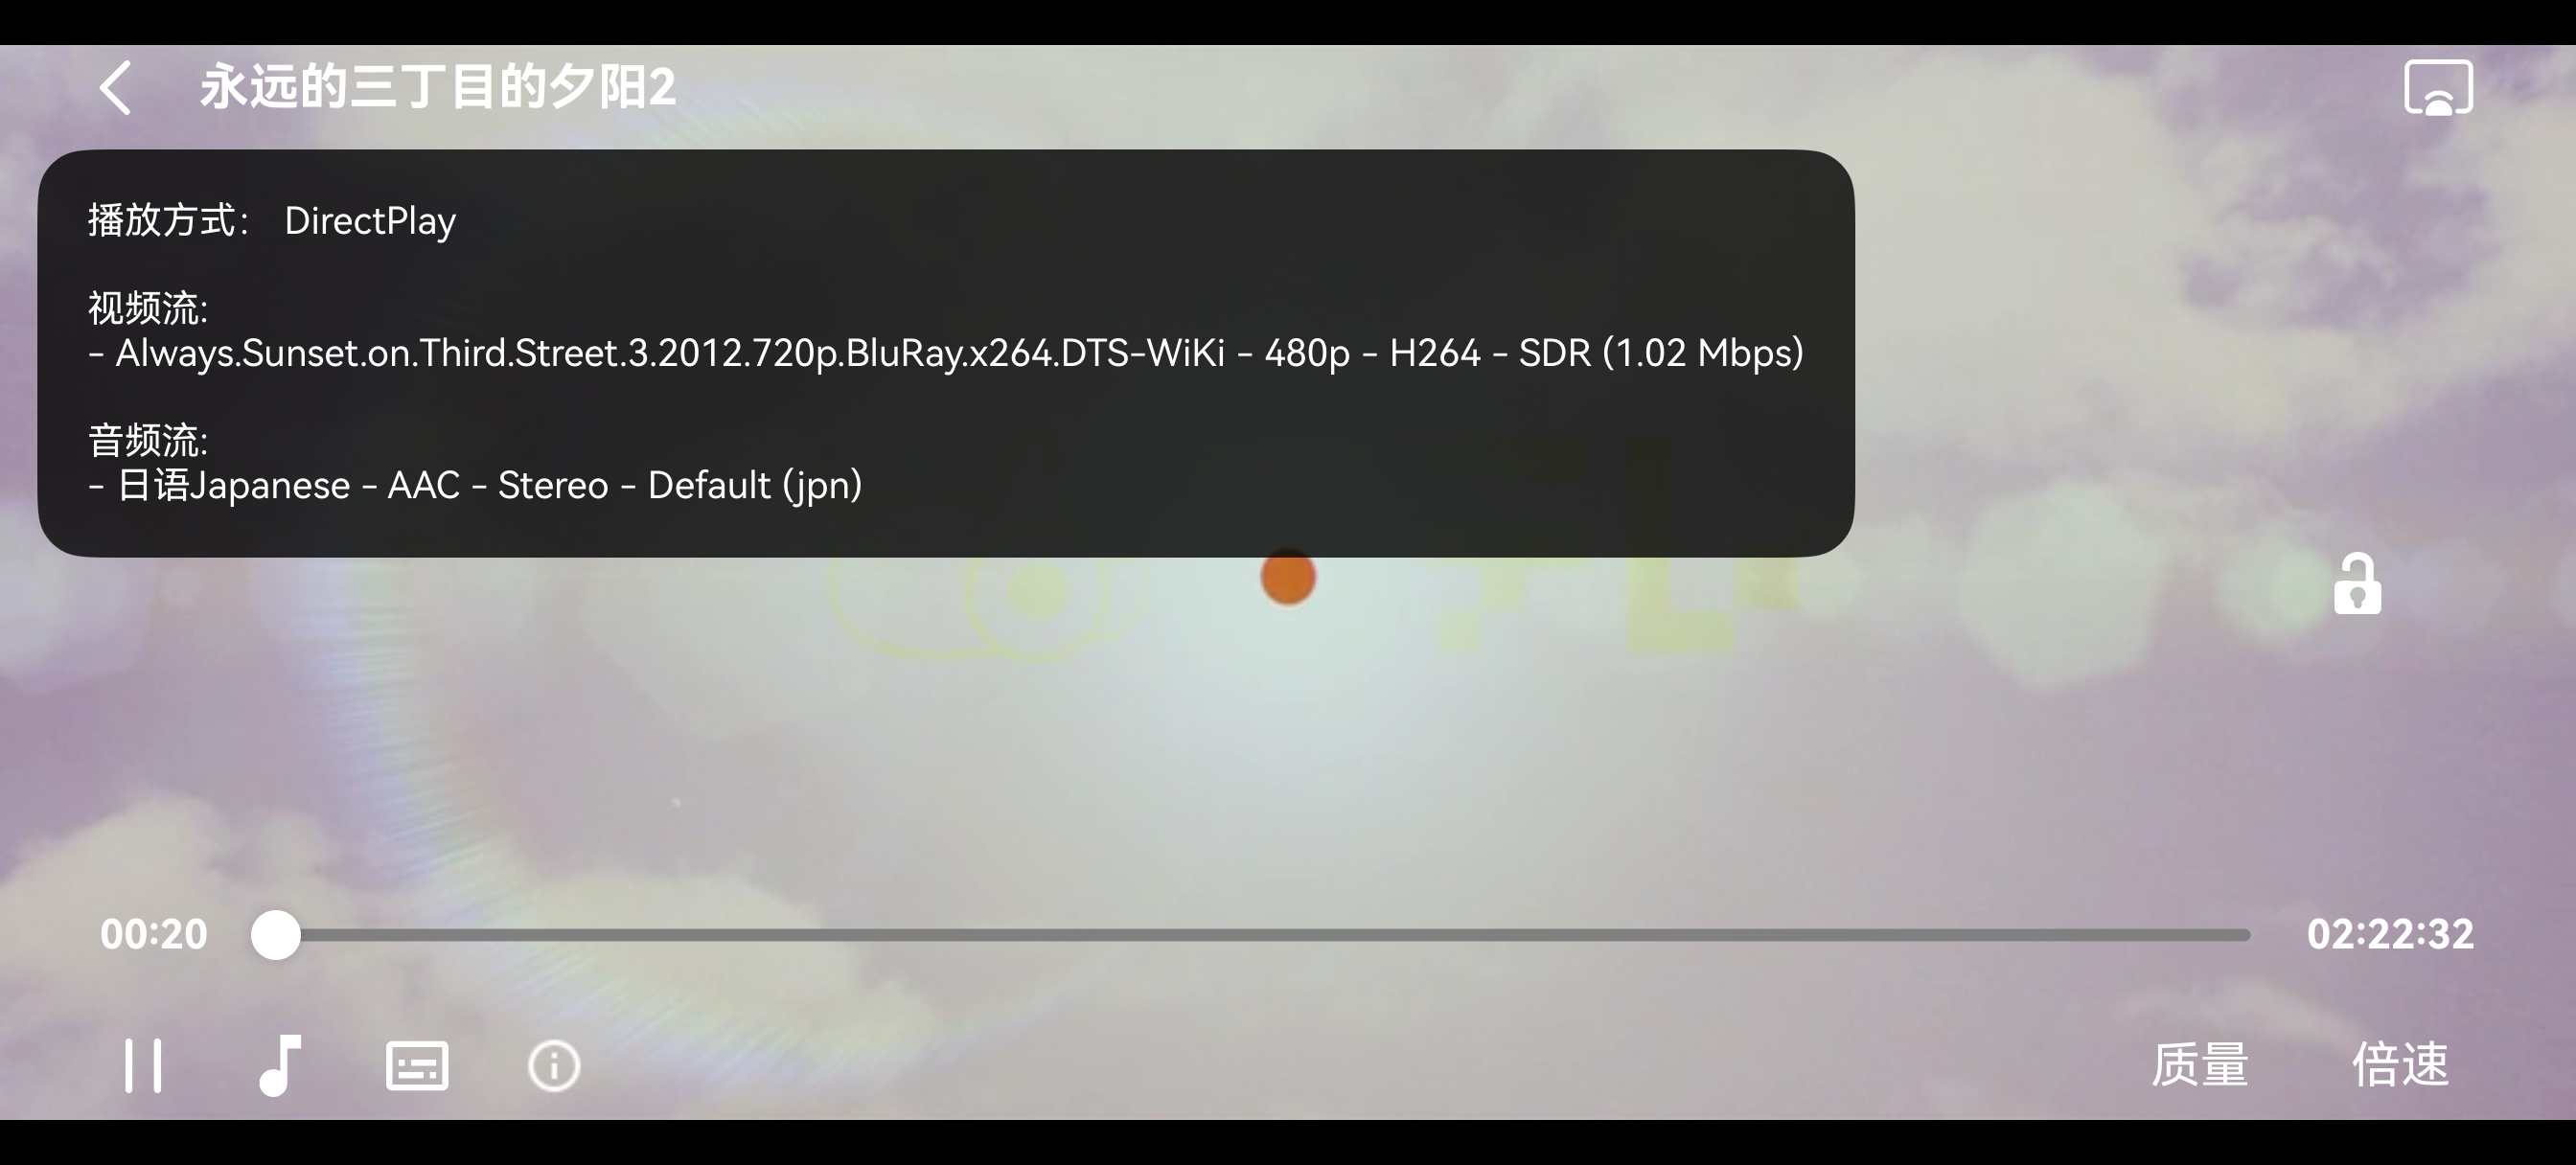 永远的三丁目的夕阳2
播放方式： DirectPlay
视频流:
- Always.Sunset.on.Third.Street.3.2012.720p.BluRay.x264.DTS-WiKi - 480p - H264 - SDR (1.02 Mbps)
音频流:
- 日语Japanese - AAC - Stereo - Default (jpn)
00:20
02:22:32
质量
倍速